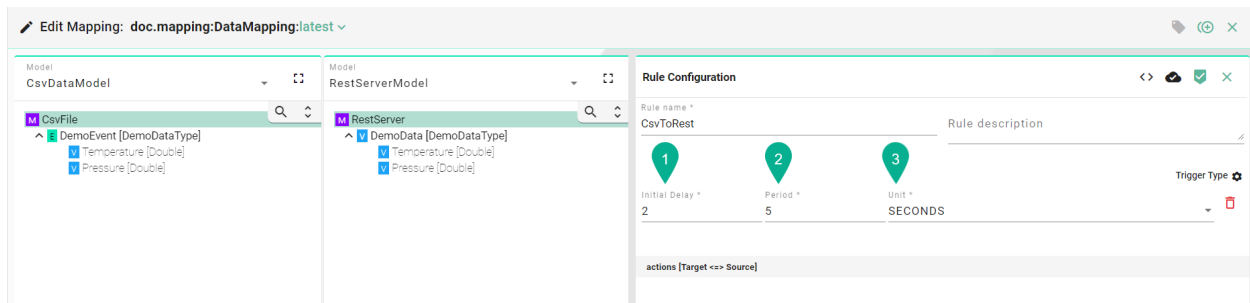 Edit Mapping: doc.mapping:DataMapping:latest
Model
CsvDataModel
M CsvFile
E DemoEvent [DemoDataType]
V Temperature [Double]
V Pressure [Double]
Model
RestServerModel
M RestServer
V DemoData [DemoDataType]
V Temperature [Double]
V Pressure [Double]
Rule Configuration
Rule name *
CsvToRest
Rule description
1 2 3
Trigger Type
Initial Delay * Period * Unit *
2 5 SECONDS
actions [Target <=> Source]